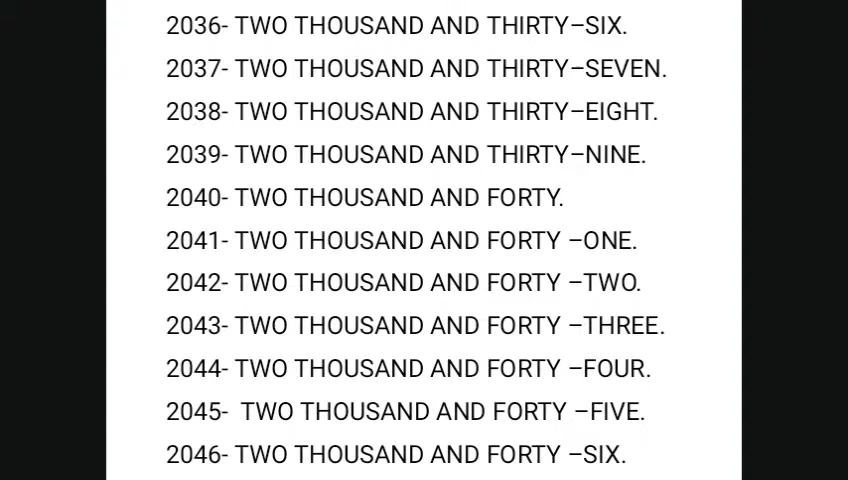 2036- TWO THOUSAND AND THIRTY–SIX.
2037- TWO THOUSAND AND THIRTY–SEVEN.
2038- TWO THOUSAND AND THIRTY–EIGHT.
2039- TWO THOUSAND AND THIRTY–NINE.
2040- TWO THOUSAND AND FORTY.
2041- TWO THOUSAND AND FORTY –ONE.
2042- TWO THOUSAND AND FORTY –TWO.
2043- TWO THOUSAND AND FORTY –THREE.
2044- TWO THOUSAND AND FORTY –FOUR.
2045-  TWO THOUSAND AND FORTY –FIVE.
2046- TWO THOUSAND AND FORTY –SIX.